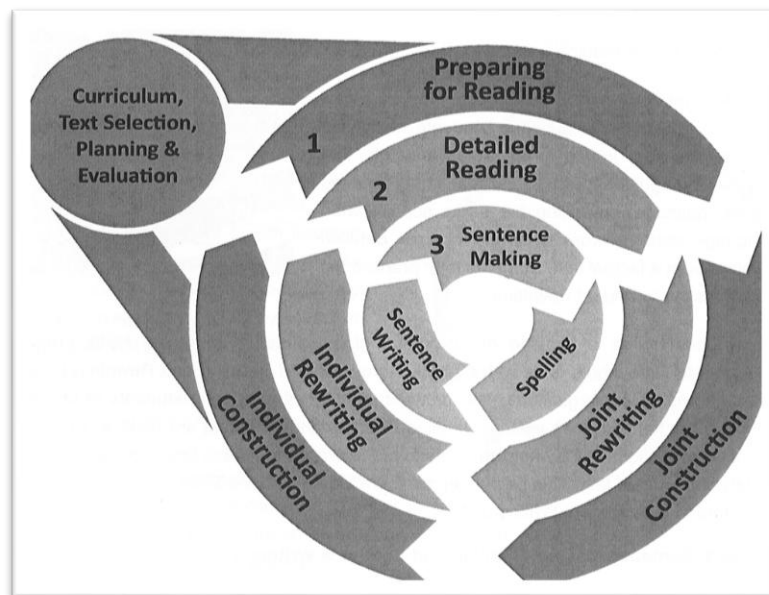 Curriculum,
Text Selection,
Planning &
Evaluation
Preparing
for Reading
1
Detailed
Reading
2
3
Sentence
Making
Sentence
Writing
Spelling
Individual
Rewriting
Joint
Rewriting
Individual
Construction
Joint
Construction